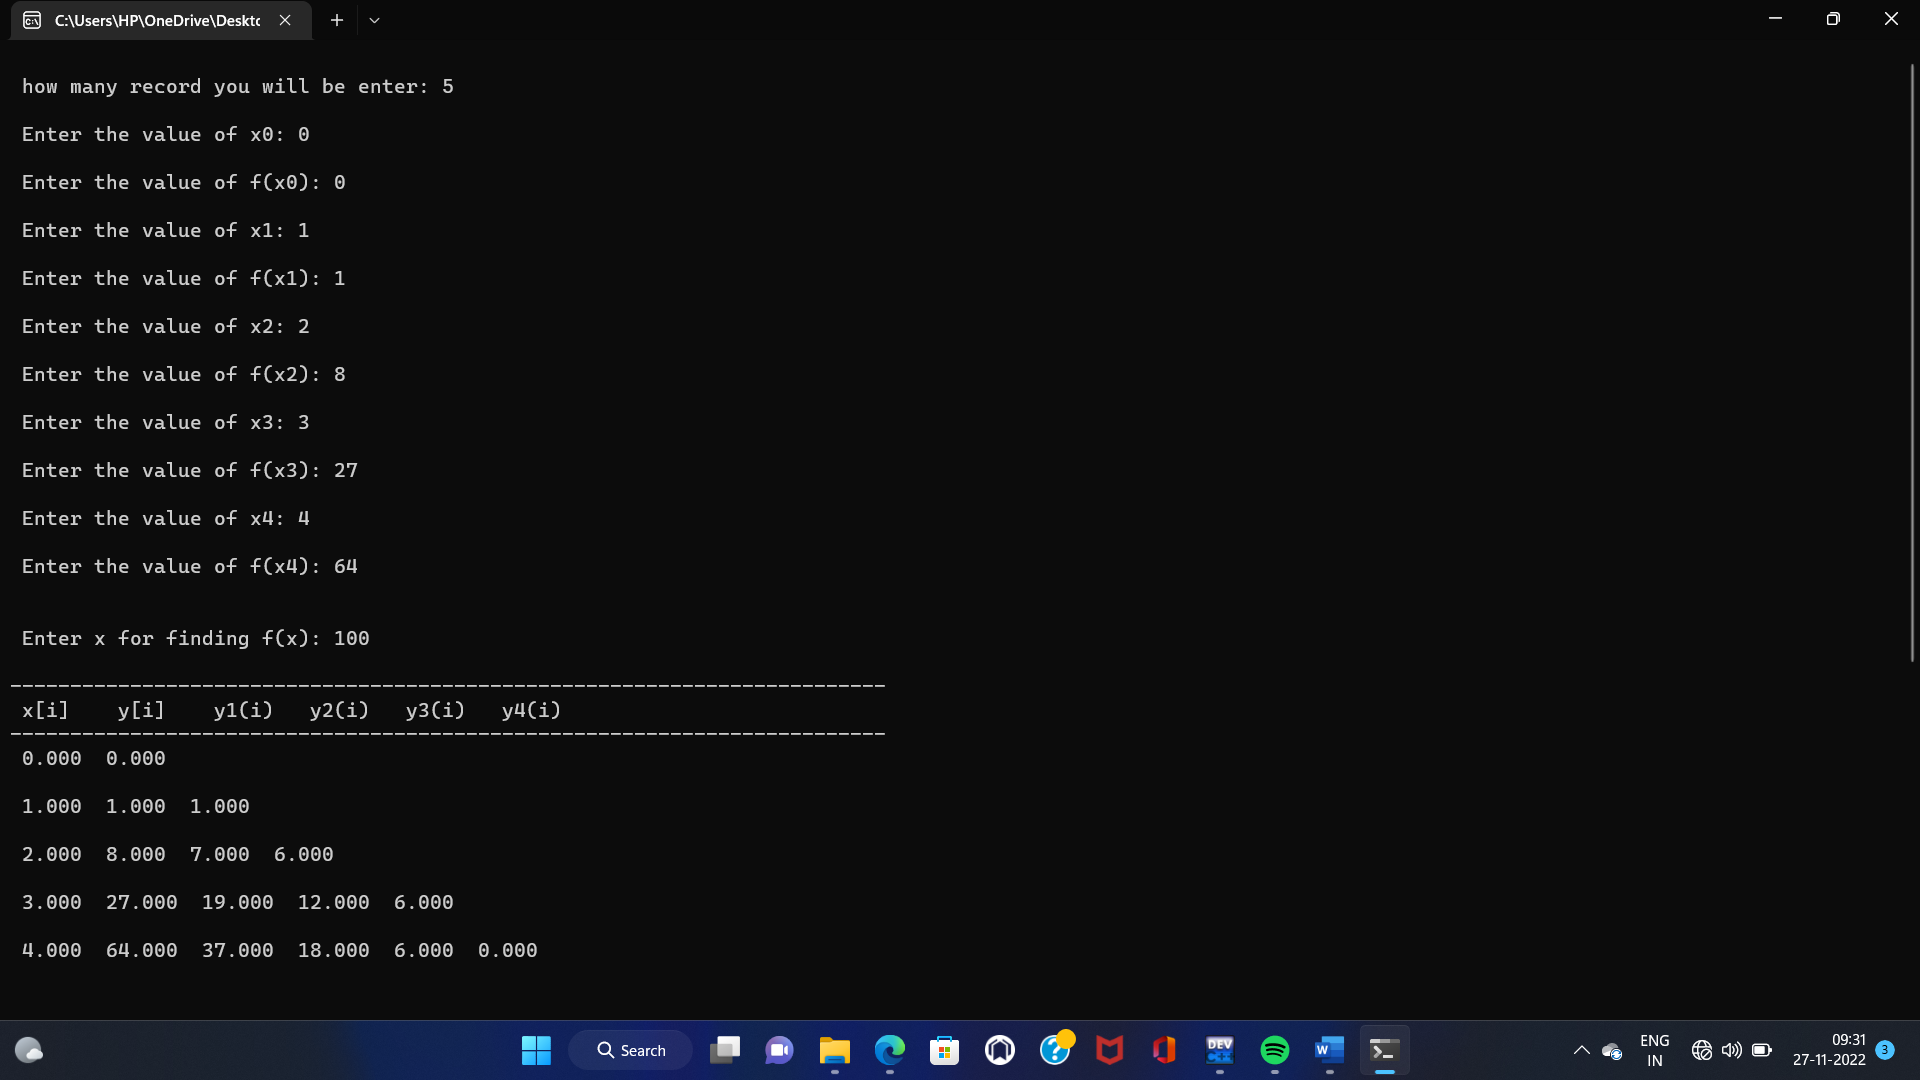 C:\Users\HP\OneDrive\Deskto
how many record you will be enter: 5
Enter the value of x0: 0
Enter the value of f(x0): 0
Enter the value of x1: 1
Enter the value of f(x1): 1
Enter the value of x2: 2
Enter the value of f(x2): 8
Enter the value of x3: 3
Enter the value of f(x3): 27
Enter the value of x4: 4
Enter the value of f(x4): 64
Enter x for finding f(x): 100
------------------------------------------------------------------------
x[i] y[i] y1(i) y2(i) y3(i) y4(i)
------------------------------------------------------------------------
0.000 0.000
1.000 1.000 1.000
2.000 8.000 7.000 6.000
3.000 27.000 19.000 12.000 6.000
4.000 64.000 37.000 18.000 6.000 0.000
Search
DEV
C++
W
ENG
IN
09:31
27-11-2022
3